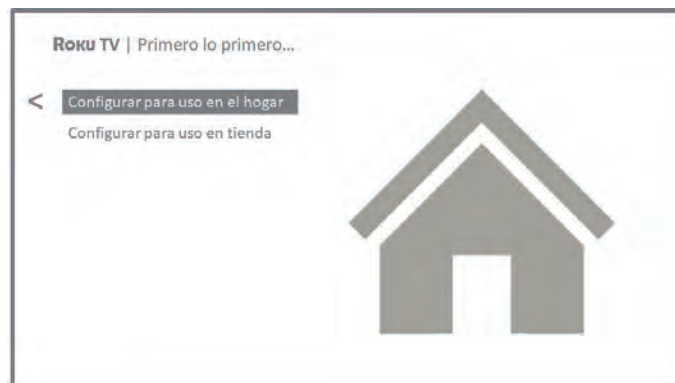 Roku TV | Primero lo primero...
< Configurar para uso en el hogar
Configurar para uso en tienda